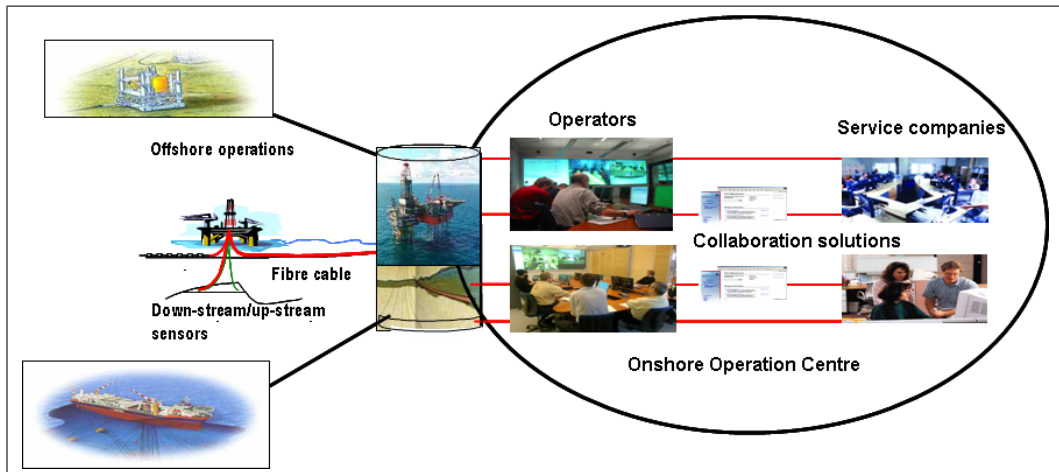 Operators
Service companies
Offshore operations
Collaboration solutions
Fibre cable
Down-stream/up-stream
sensors
Onshore Operation Centre